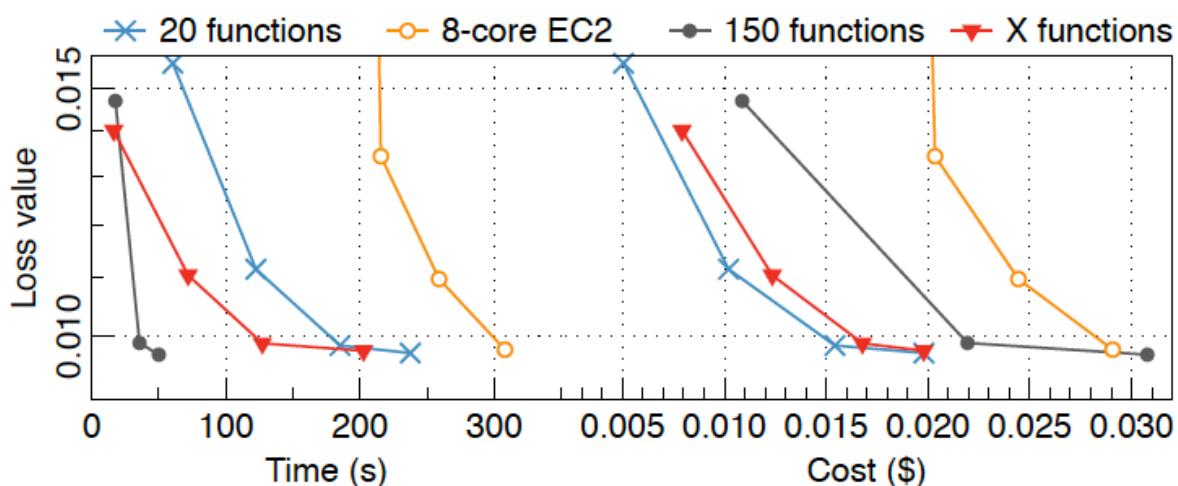 20 functions 8-core EC2 150 functions X functions
Loss value
0.015
0.010
0 100 200 300 0.005 0.010 0.015 0.020 0.025 0.030
Time (s) Cost ($)